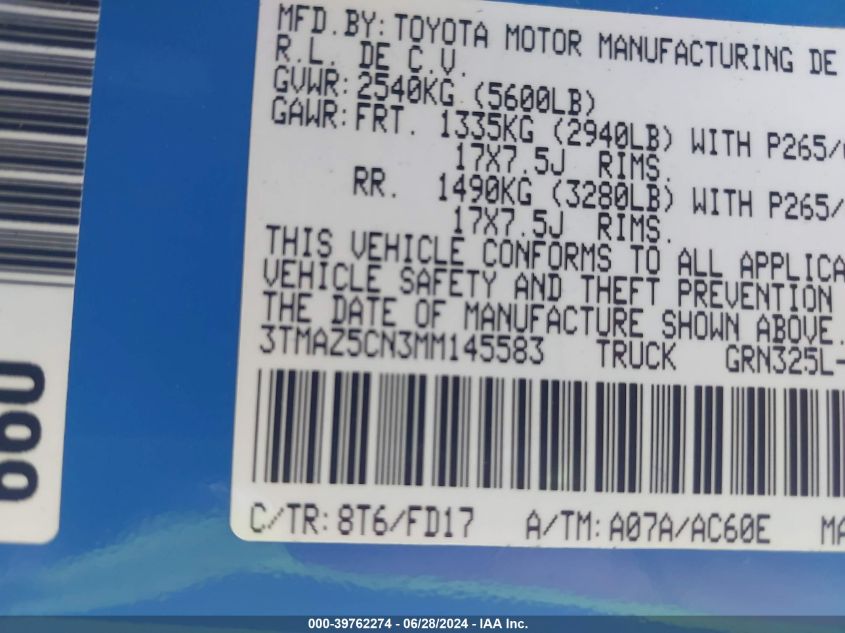 MFD.BY:TOYOTA MOTOR MANUFACTURING DE
R.L. DE C.V.
GVWR:2540KG (5600LB)
GAWR:FRT. 1335KG (2940LB) WITH P265/
17X7.5J RIMS.
RR. 1490KG (3280LB) WITH P265/
17X7.5J RIMS.
THIS VEHICLE CONFORMS TO ALL APPLICA
VEHICLE SAFETY AND THEFT PREVENTION
THE DATE OF MANUFACTURE SHOWN ABOVE.
3TMAZ5CN3MM145583 TRUCK GRN325L-
C/TR:8T6/FD17 A/TM:A07A/AC60E MA
660
000-39762274 - 06/28/2024 - IAA Inc.